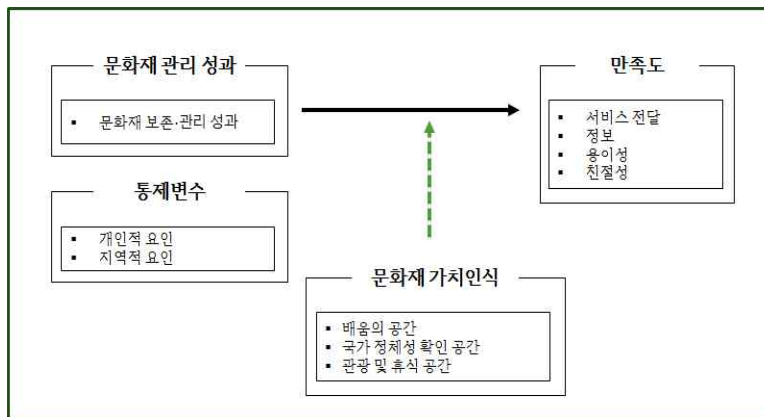 문화재 관리 성과
▪ 문화재 보존·관리 성과
만족도
▪ 서비스 전달
▪ 정보
▪ 용이성
▪ 친절성
통제변수
▪ 개인적 요인
▪ 지역적 요인
문화재 가치인식
▪ 배움의 공간
▪ 국가 정체성 확인 공간
▪ 관광 및 휴식 공간